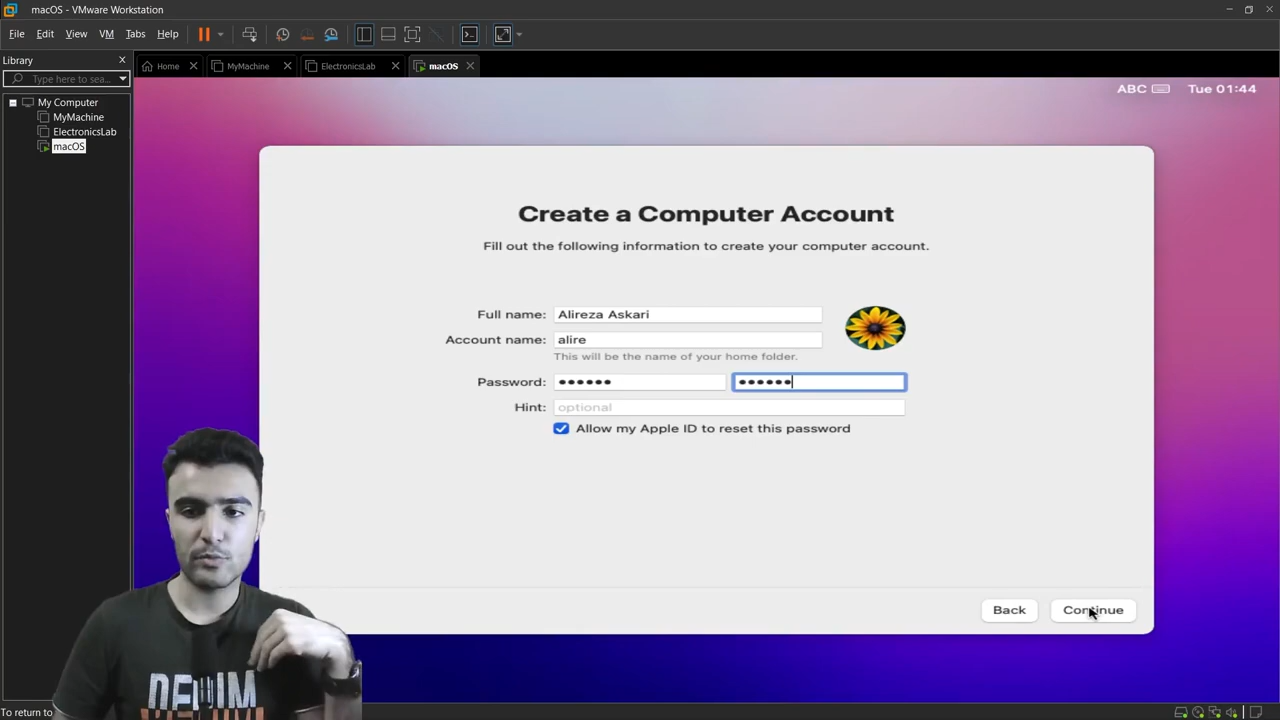 macOS - VMware Workstation
File Edit View VM Tabs Help
Library
Type here to sea...
Home MyMachine ElectronicsLab macOS
My Computer
MyMachine
ElectronicsLab
macOS
ABC Tue 01:44
Create a Computer Account
Fill out the following information to create your computer account.
Full name: Alireza Askari
Account name: alire
This will be the name of your home folder.
Password: •••••• ••••••
Hint: optional
Allow my Apple ID to reset this password
Back Continue
To return to